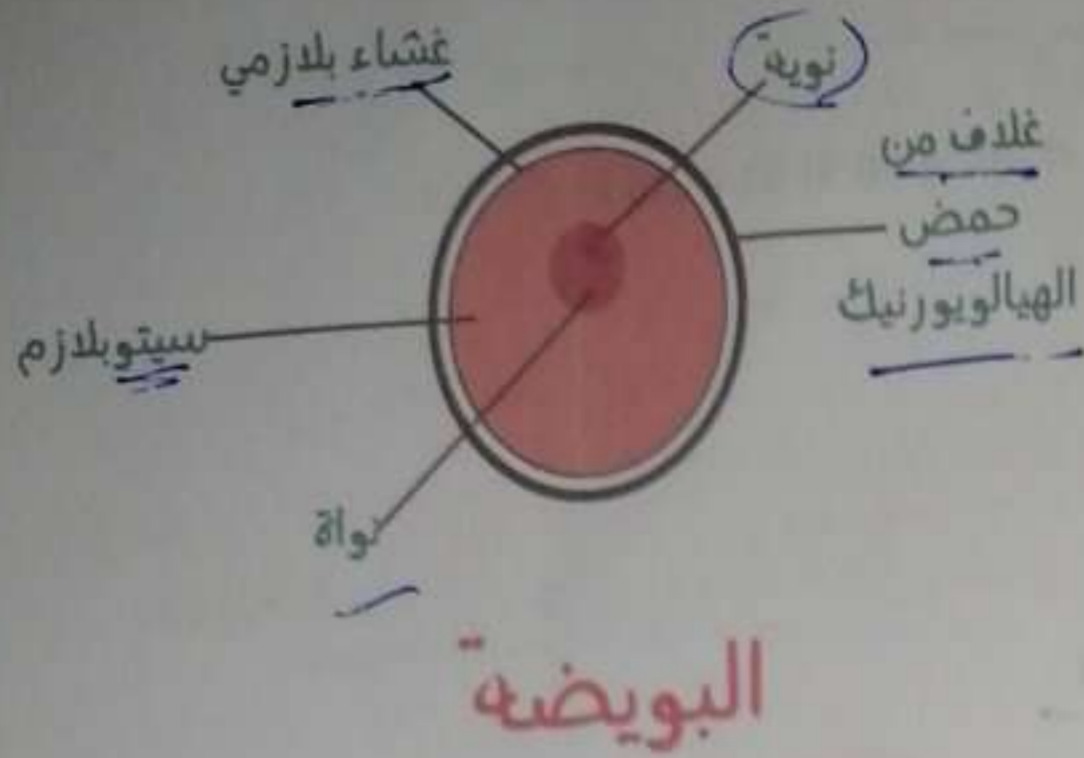 غشاء بلازمي
نوية
غلاف من
حمض
الهيالويورنيك
سيتوبلازم
نواة
البويضة